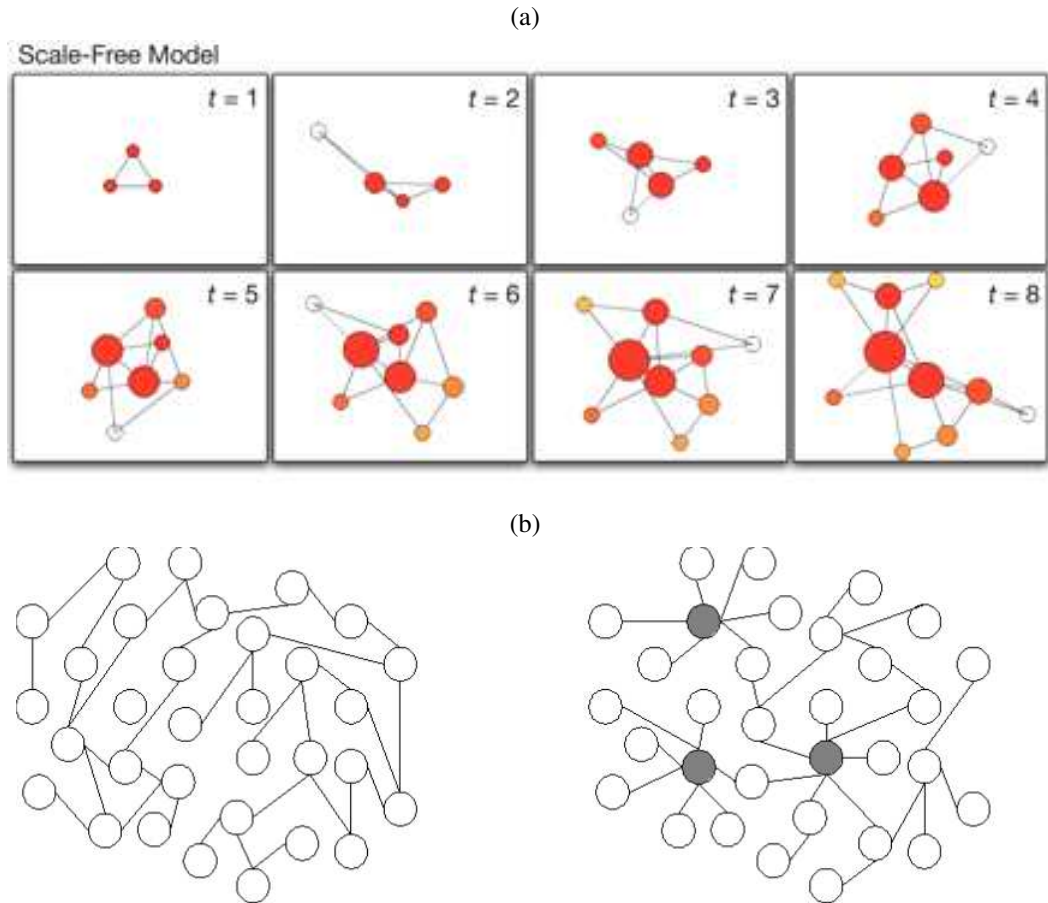 (a)
Scale-Free Model
t = 1
t = 2
t = 3
t = 4
t = 5
t = 6
t = 7
t = 8
(b)